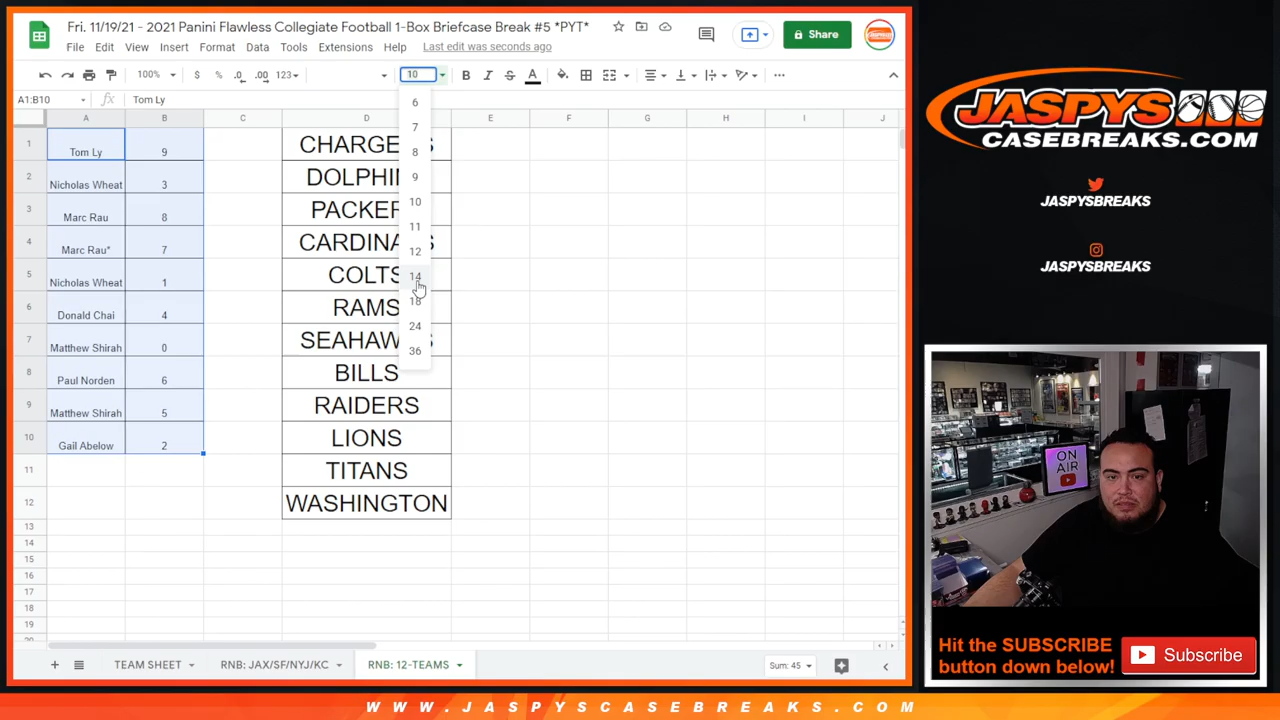 Fri. 11/19/21 - 2021 Panini Flawless Collegiate Football 1-Box Briefcase Break #5 *PYT*
Share
File Edit View Insert Format Data Tools Extensions Help Last edit was seconds ago
100% $ % .0 .00 123 10 B I S A
A1:B10 fx Tom Ly
A B C D E F G H I J
1 Tom Ly 9 CHARGE S
2 Nicholas Wheat 3 DOLPHIN
3 Marc Rau 8 PACKER
4 Marc Rau* 7 CARDINA S
5 Nicholas Wheat 1 COLTS
6 Donald Chai 4 RAMS
7 Matthew Shirah 0 SEAHAW S
8 Paul Norden 6 BILLS
9 Matthew Shirah 5 RAIDERS
10 Gail Abelow 2 LIONS
11 TITANS
12 WASHINGTON
13
14
15
16
17
18
19
6
7
8
9
10
11
12
14
18
24
36
TEAM SHEET RNB: JAX/SF/NYJ/KC RNB: 12-TEAMS Sum: 45
JASPYS
CASEBREAKS.COM
JASPYSBREAKS
JASPYSBREAKS
ON
AIR
Hit the SUBSCRIBE
button down below!
Subscribe
WWW.JASPYSCASEBREAKS.COM